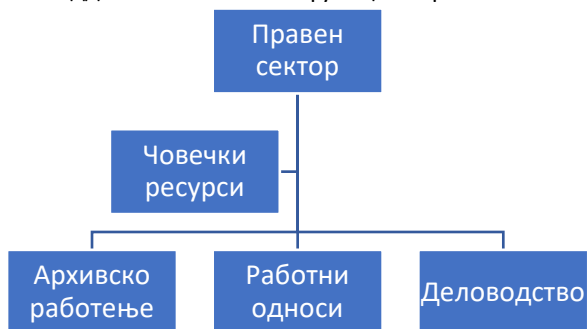 Правен
сектор
Човечки
ресурси
Архивско
работење
Работни
односи
Деловодство